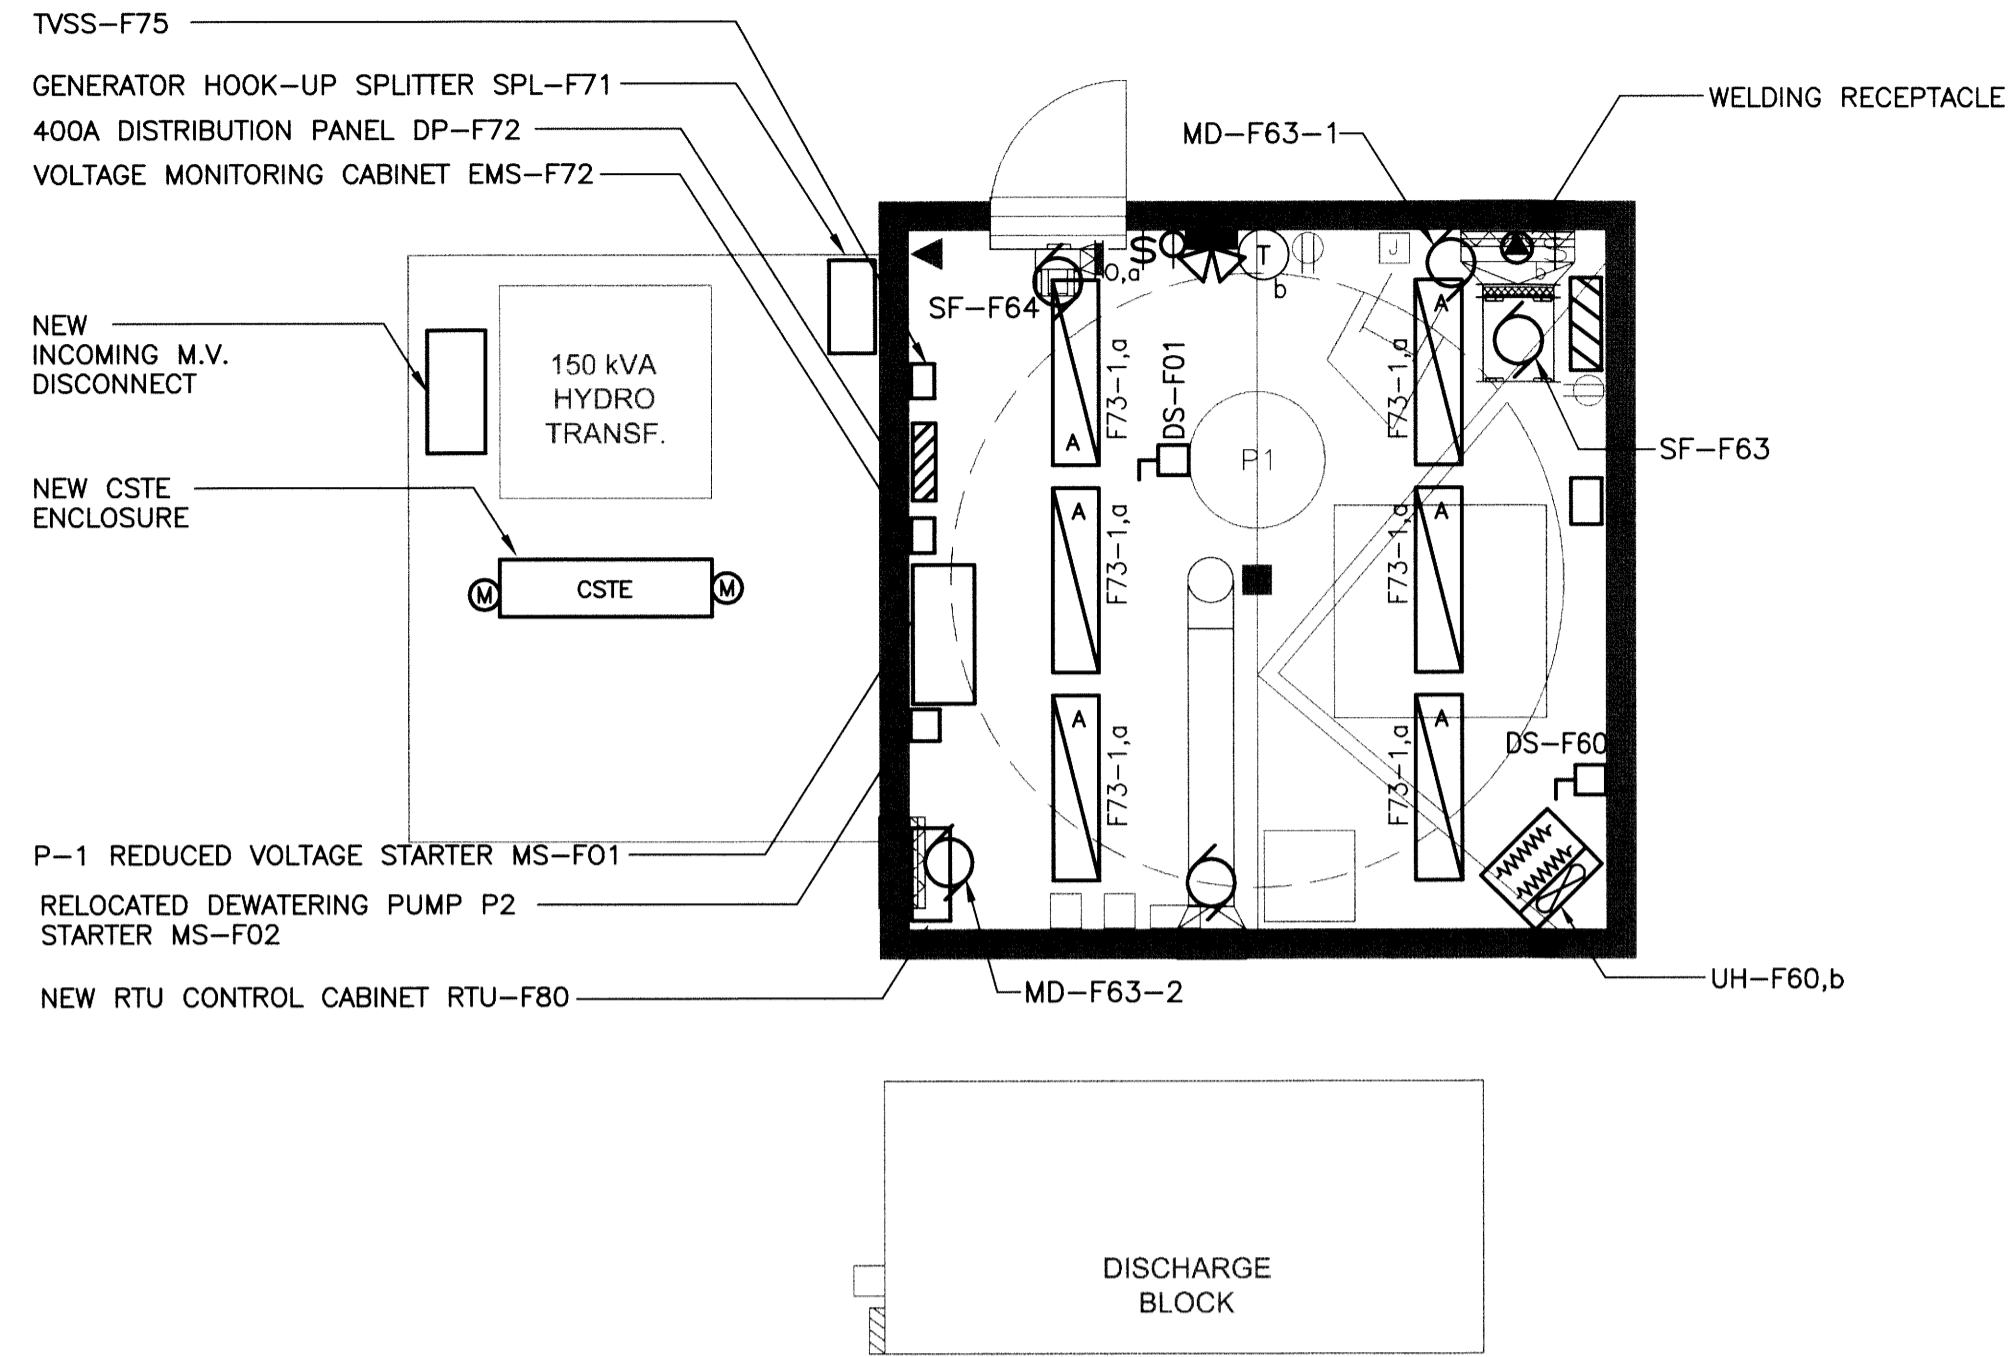 TVSS-F75
GENERATOR HOOK-UP SPLITTER SPL-F71
400A DISTRIBUTION PANEL DP-F72
VOLTAGE MONITORING CABINET EMS-F72
WELDING RECEPTACLE
MD-F63-1
S
T
b
J
S
b
O,a
SF-F64
NEW
INCOMING M.V.
DISCONNECT
150 kVA
HYDRO
TRANSF.
A
F73-1,a
DS-F01
P1
A
F73-1,a
SF-F63
NEW CSTE
ENCLOSURE
M
CSTE
M
A
F73-1,a
A
F73-1,a
A
F73-1,a
A
F73-1,a
DS-F60
P-1 REDUCED VOLTAGE STARTER MS-F01
RELOCATED DEWATERING PUMP P2
STARTER MS-F02
NEW RTU CONTROL CABINET RTU-F80
MD-F63-2
UH-F60,b
DISCHARGE
BLOCK